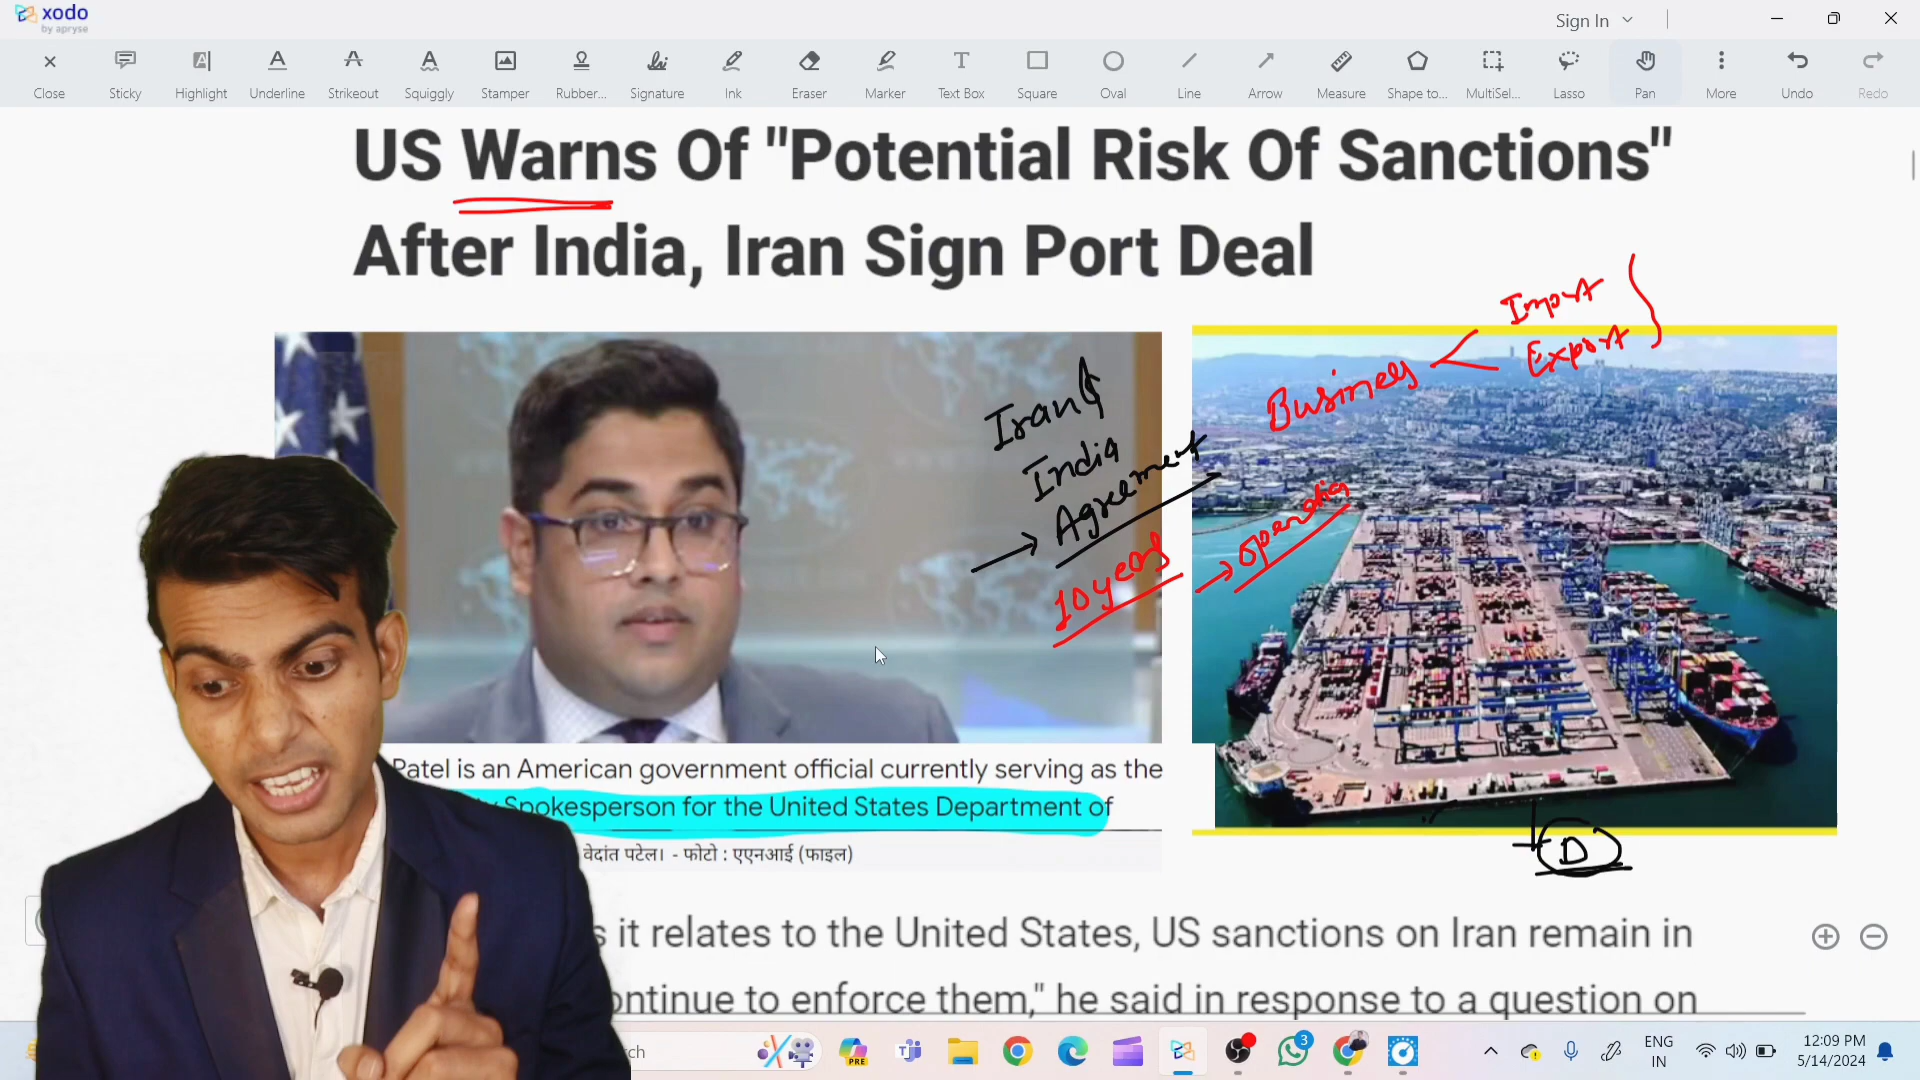 xodo
by apryse
Sign In
Close
Sticky
Highlight
Underline
Strikeout
Squiggly
Stamper
Rubber...
Signature
Ink
Eraser
Marker
Text Box
Square
Oval
Line
Arrow
Measure
Shape to...
MultiSel...
Lasso
Pan
More
Undo
Redo
US Warns Of "Potential Risk Of Sanctions"
After India, Iran Sign Port Deal
Import
Export
Business
Iran &
India
Agreement
10 years
D
Patel is an American government official currently serving as the
Spokesperson for the United States Department of
वेदांत पटेल। - फोटो : एएनआई (फाइल)
it relates to the United States, US sanctions on Iran remain in
continue to enforce them," he said in response to a question on
PRE
3
ENG
IN
12:09 PM
5/14/2024